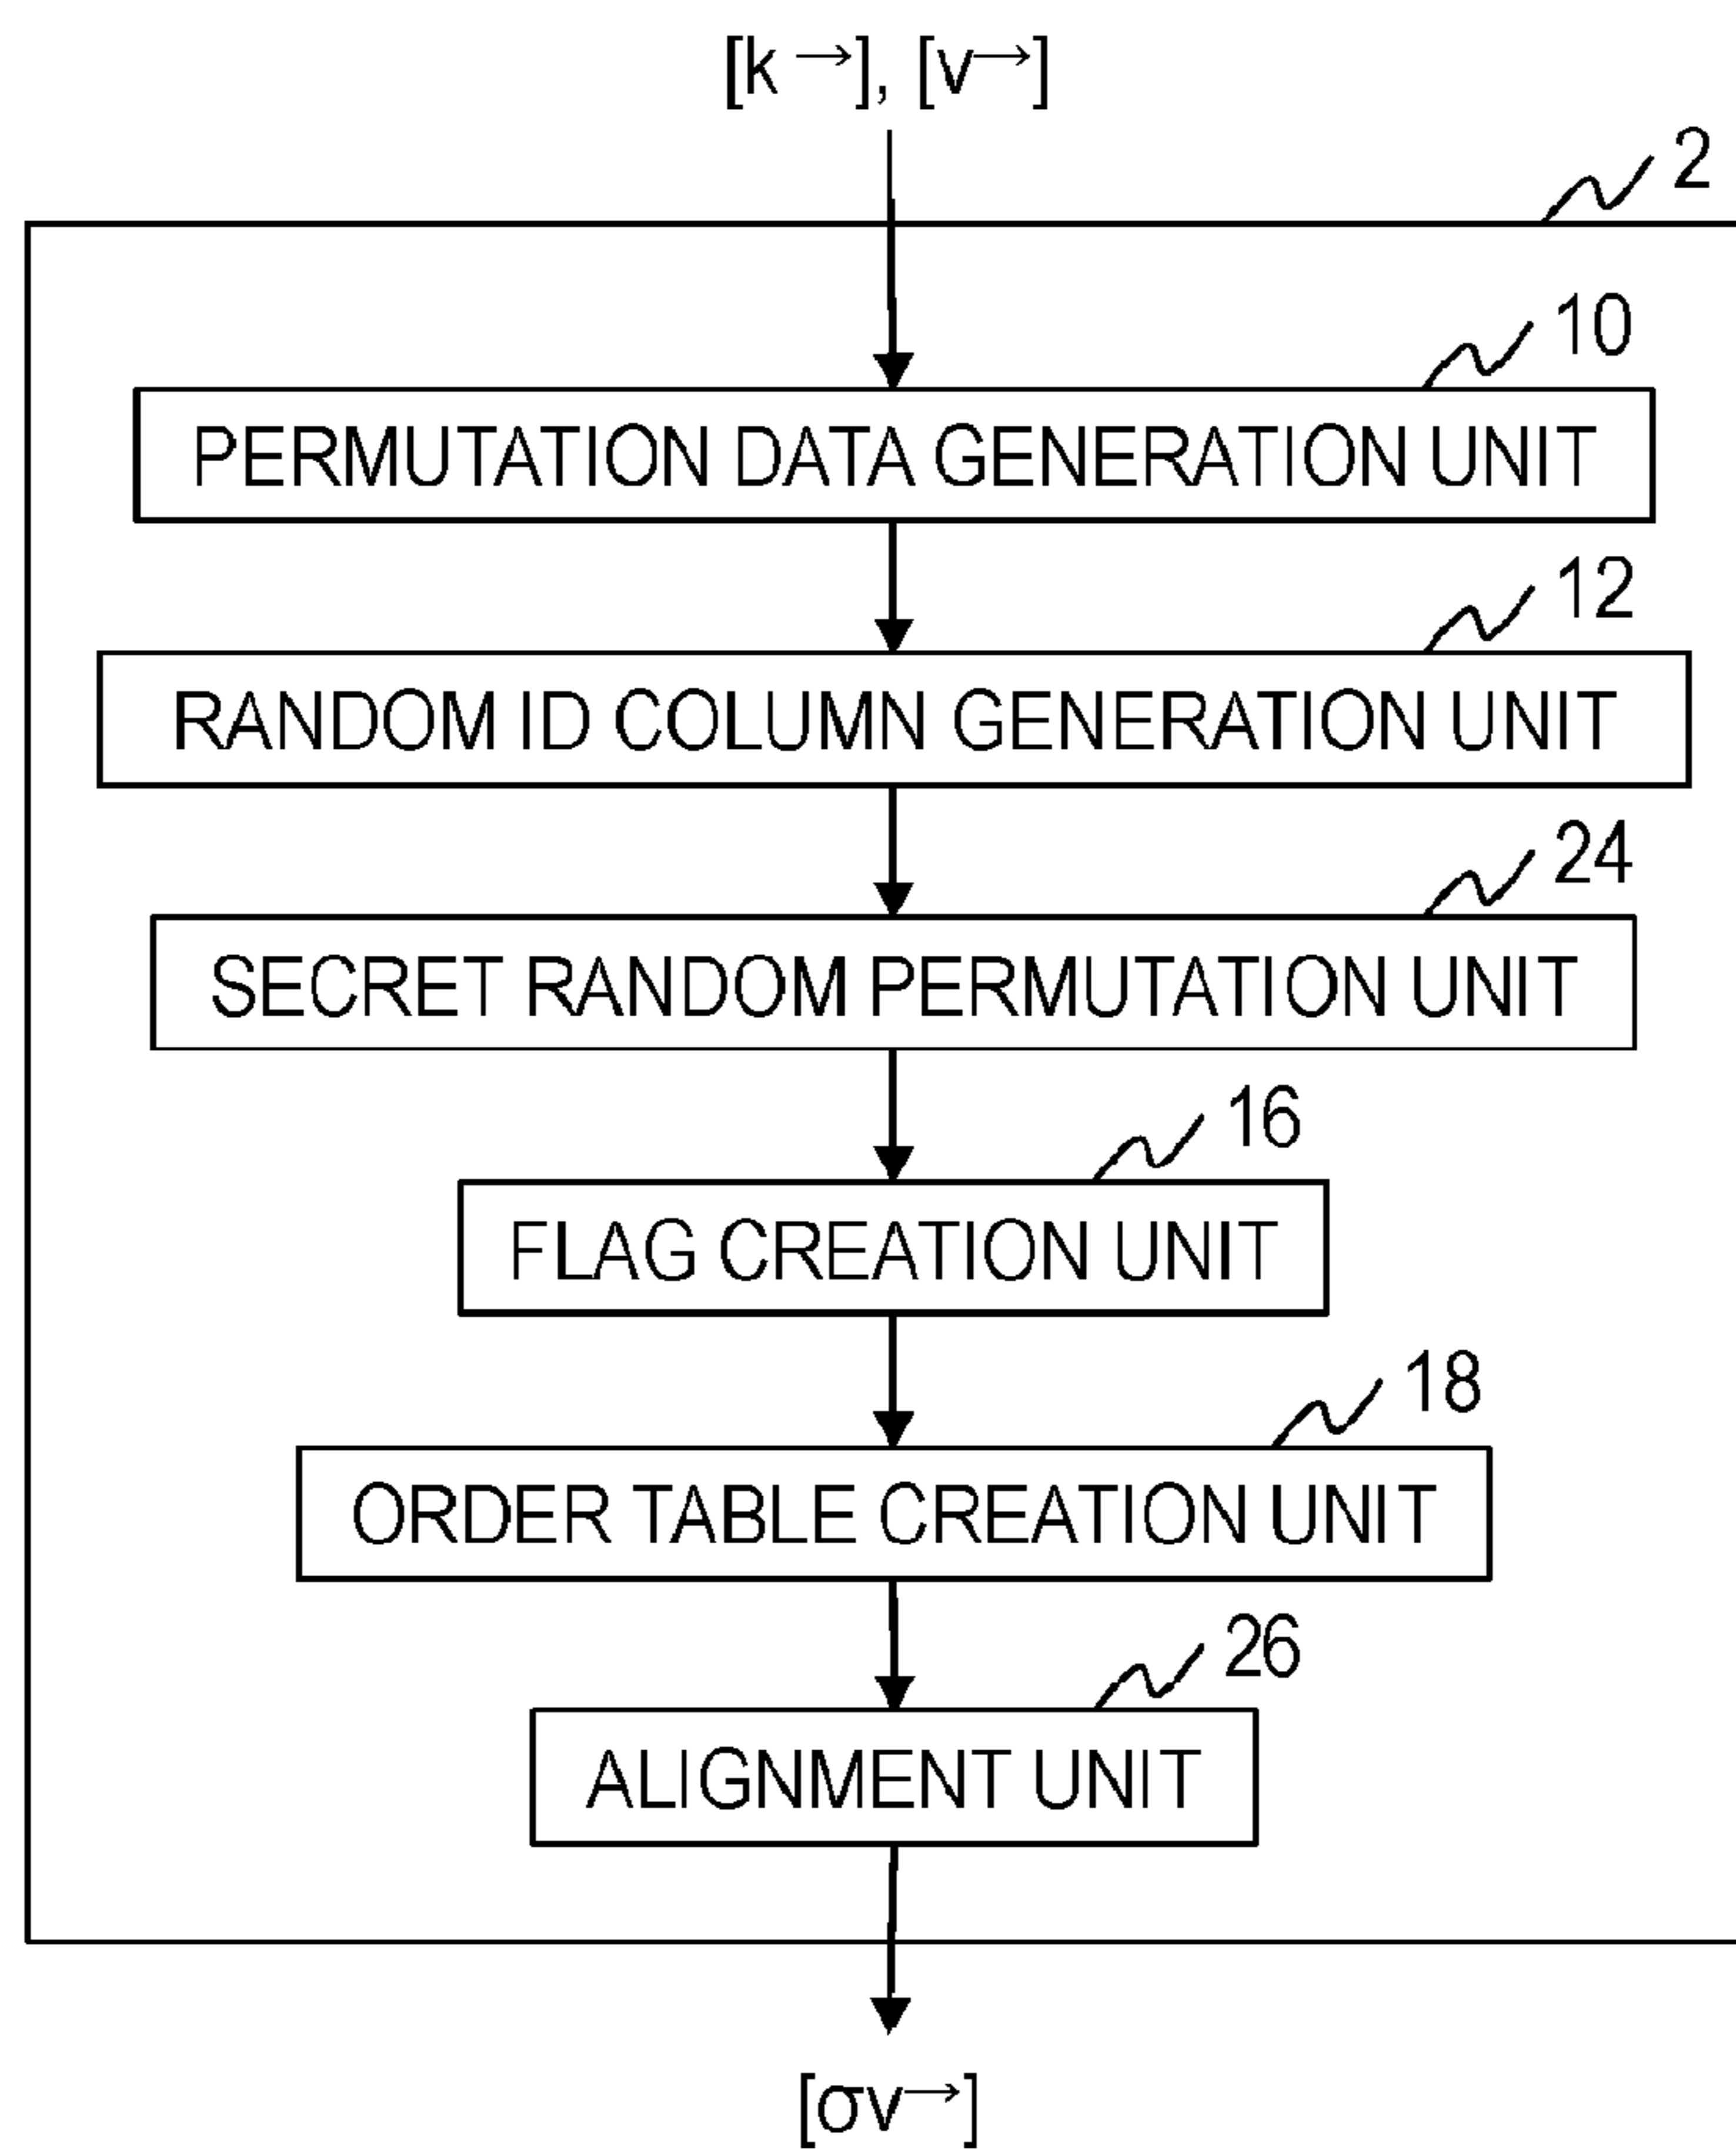 [k →], [v→]
2
10
PERMUTATION DATA GENERATION UNIT
12
RANDOM ID COLUMN GENERATION UNIT
24
SECRET RANDOM PERMUTATION UNIT
16
FLAG CREATION UNIT
18
ORDER TABLE CREATION UNIT
26
ALIGNMENT UNIT
[σv→]